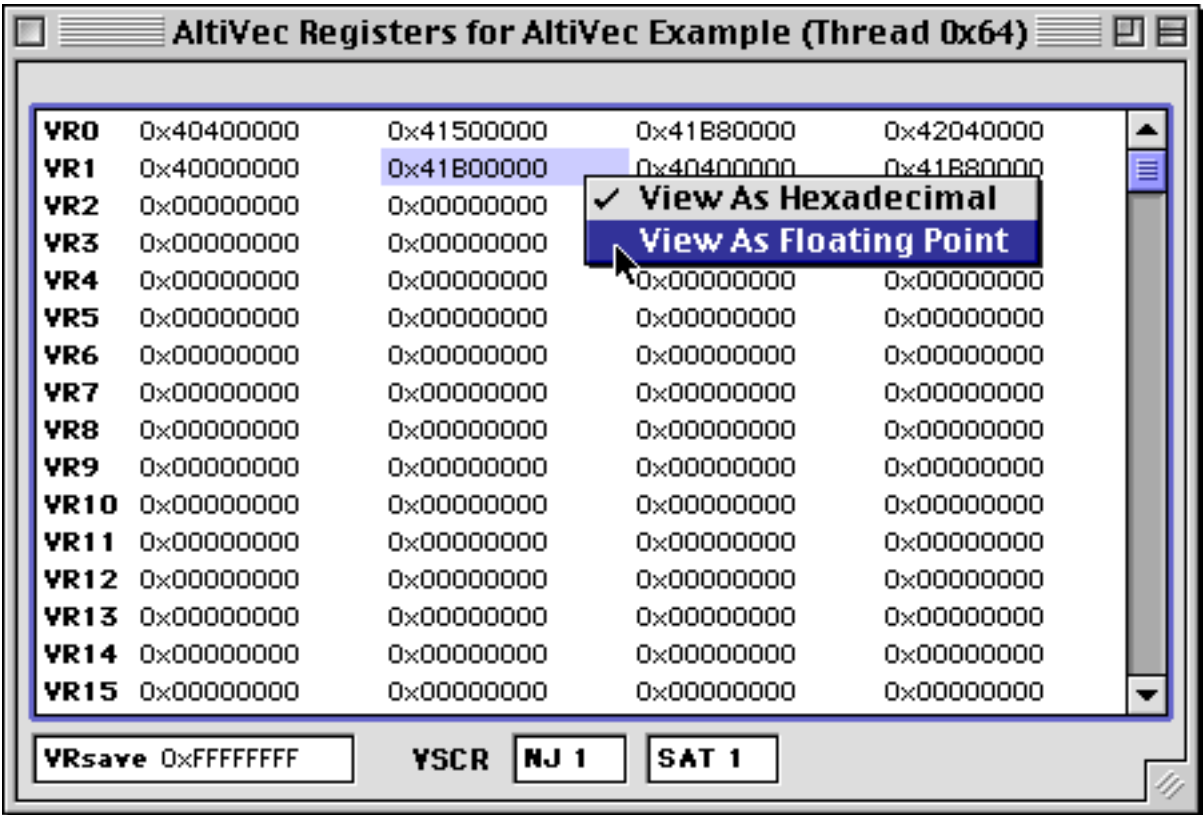 AltiVec Registers for AltiVec Example (Thread 0x64)
VR0 0x40400000 0x41500000 0x41B80000 0x42040000
VR1 0x40000000 0x41B00000 0x40400000 0x41B80000
✓ View As Hexadecimal
View As Floating Point
VR2 0x00000000 0x00000000
VR3 0x00000000 0x00000000
VR4 0x00000000 0x00000000 0x00000000 0x00000000
VR5 0x00000000 0x00000000 0x00000000 0x00000000
VR6 0x00000000 0x00000000 0x00000000 0x00000000
VR7 0x00000000 0x00000000 0x00000000 0x00000000
VR8 0x00000000 0x00000000 0x00000000 0x00000000
VR9 0x00000000 0x00000000 0x00000000 0x00000000
VR10 0x00000000 0x00000000 0x00000000 0x00000000
VR11 0x00000000 0x00000000 0x00000000 0x00000000
VR12 0x00000000 0x00000000 0x00000000 0x00000000
VR13 0x00000000 0x00000000 0x00000000 0x00000000
VR14 0x00000000 0x00000000 0x00000000 0x00000000
VR15 0x00000000 0x00000000 0x00000000 0x00000000
VRsave 0xFFFFFFFF VSCR NJ 1 SAT 1